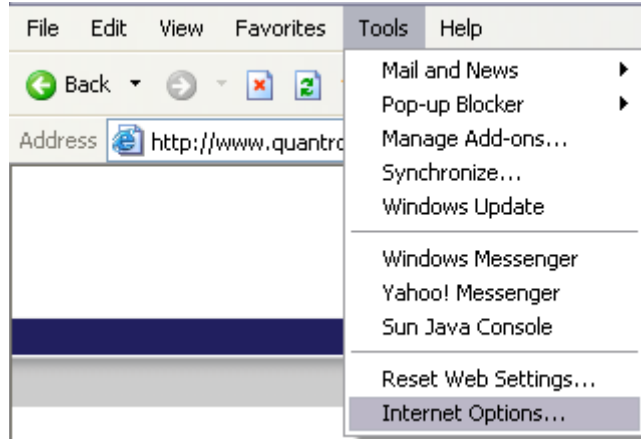 File Edit View Favorites Tools Help
Back
Address http://www.quantro
Mail and News
Pop-up Blocker
Manage Add-ons...
Synchronize...
Windows Update
Windows Messenger
Yahoo! Messenger
Sun Java Console
Reset Web Settings...
Internet Options...